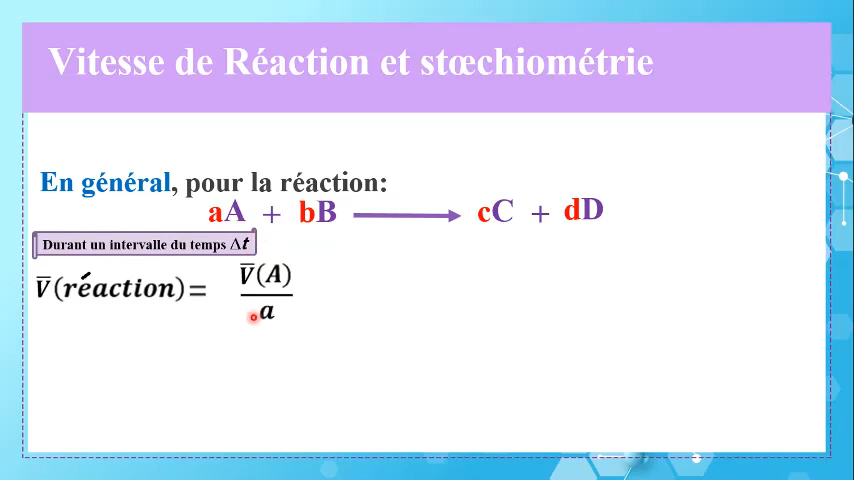 Vitesse de Réaction et stœchiométrie
En général, pour la réaction:
aA + bB ⟶ cC + dD
Durant un intervalle du temps Δt
V̅(réaction) = V̅(A)/a